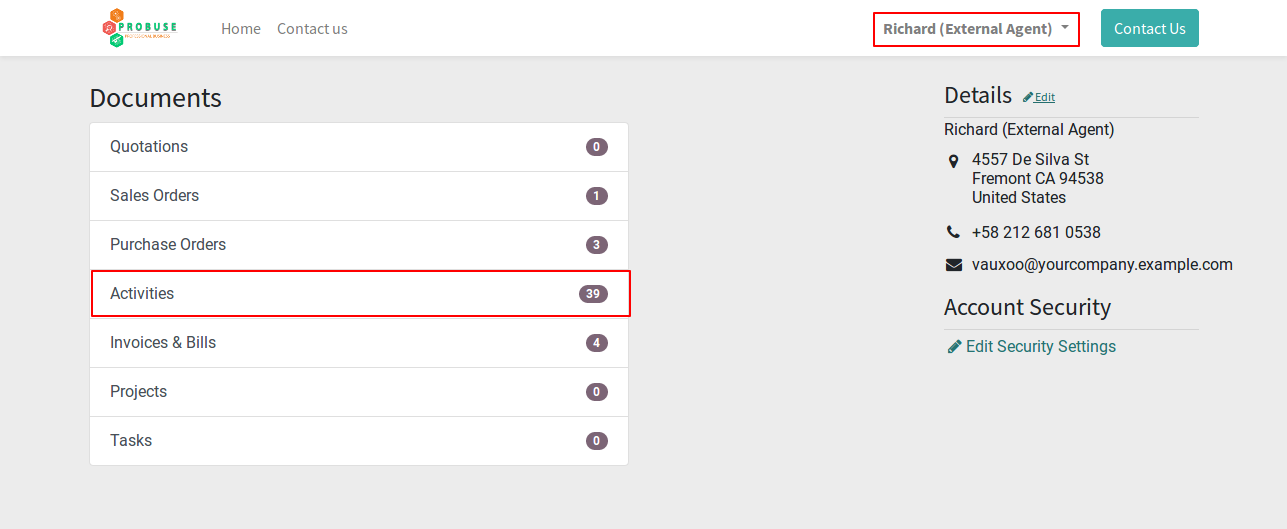 PROBUSE
PROFESSIONAL BUSINESS
Home
Contact us
Richard (External Agent)
Contact Us
Documents
Quotations 0
Sales Orders 1
Purchase Orders 3
Activities 39
Invoices & Bills 4
Projects 0
Tasks 0
Details Edit
Richard (External Agent)
4557 De Silva St
Fremont CA 94538
United States
+58 212 681 0538
vauxoo@yourcompany.example.com
Account Security
Edit Security Settings